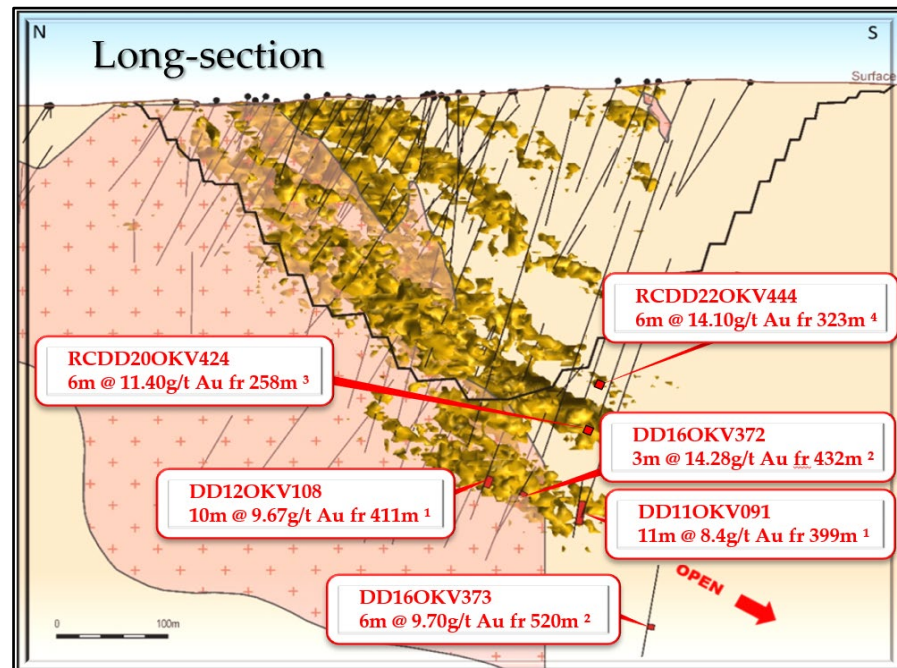 N
Long-section
S
Surface
RCDD22OKV444
6m @ 14.10g/t Au fr 323m ⁴
RCDD20OKV424
6m @ 11.40g/t Au fr 258m ³
DD16OKV372
3m @ 14.28g/t Au fr 432m ²
DD12OKV108
10m @ 9.67g/t Au fr 411m ¹
DD11OKV091
11m @ 8.4g/t Au fr 399m ¹
OPEN
DD16OKV373
6m @ 9.70g/t Au fr 520m ²
0 100m